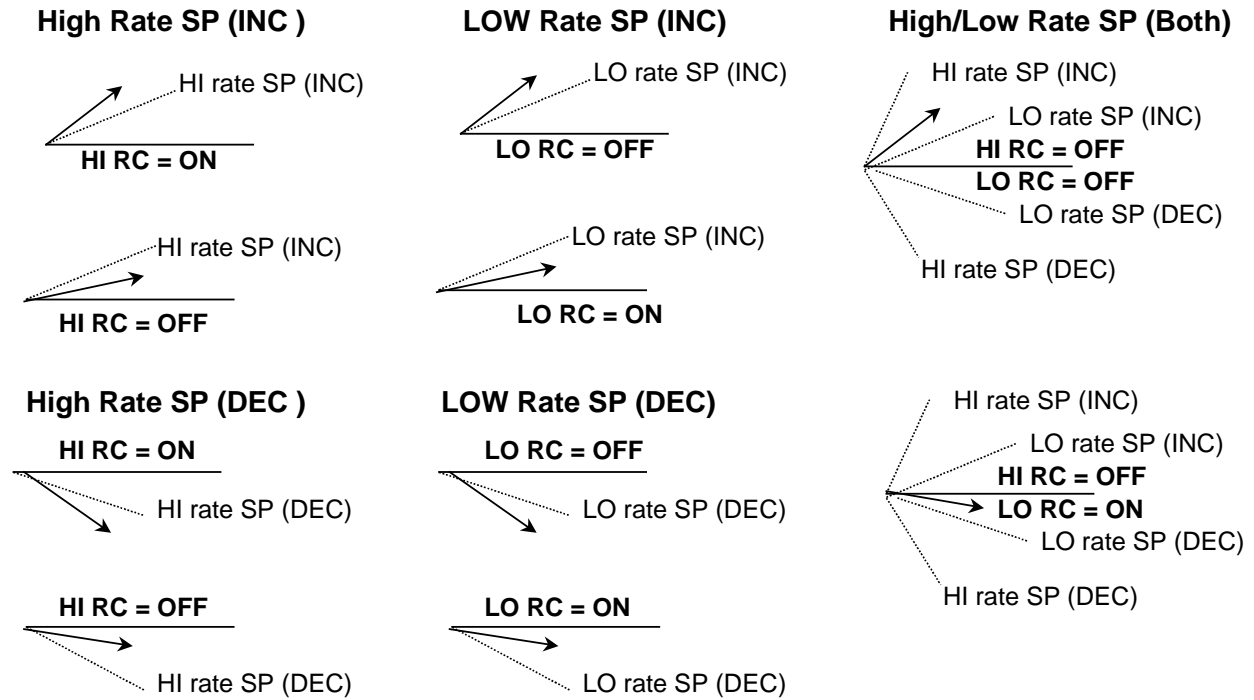 High Rate SP (INC )
HI rate SP (INC)
HI RC = ON
HI rate SP (INC)
HI RC = OFF
LOW Rate SP (INC)
LO rate SP (INC)
LO RC = OFF
LO rate SP (INC)
LO RC = ON
High/Low Rate SP (Both)
HI rate SP (INC)
LO rate SP (INC)
HI RC = OFF
LO RC = OFF
LO rate SP (DEC)
HI rate SP (DEC)
High Rate SP (DEC )
HI RC = ON
HI rate SP (DEC)
HI RC = OFF
HI rate SP (DEC)
LOW Rate SP (DEC)
LO RC = OFF
LO rate SP (DEC)
LO RC = ON
LO rate SP (DEC)
HI rate SP (INC)
LO rate SP (INC)
HI RC = OFF
LO RC = ON
LO rate SP (DEC)
HI rate SP (DEC)